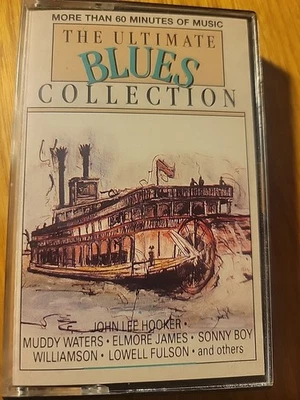 MORE THAN 60 MINUTES OF MUSIC
THE ULTIMATE
BLUES
COLLECTION
JOHN LEE HOOKER •
MUDDY WATERS • ELMORE JAMES • SONNY BOY
WILLIAMSON • LOWELL FULSON • and others